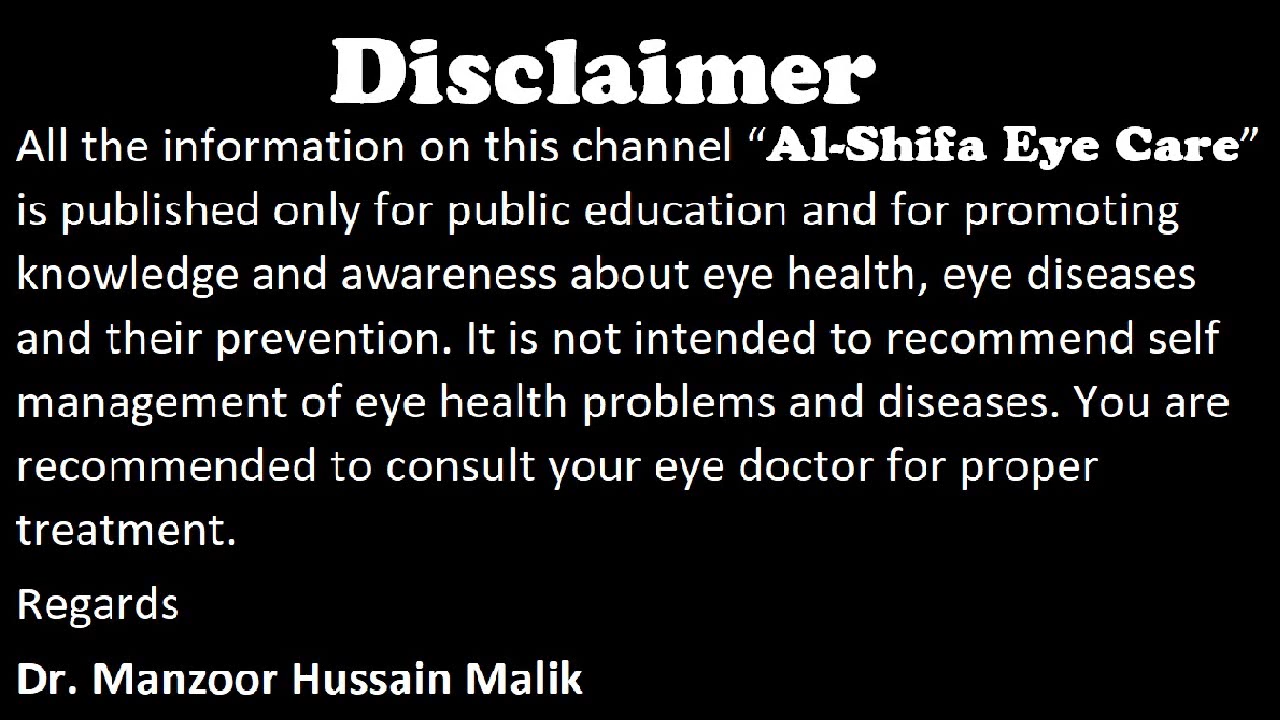 Disclaimer
All the information on this channel “Al-Shifa Eye Care”
is published only for public education and for promoting
knowledge and awareness about eye health, eye diseases
and their prevention. It is not intended to recommend self
management of eye health problems and diseases. You are
recommended to consult your eye doctor for proper
treatment.
Regards
Dr. Manzoor Hussain Malik